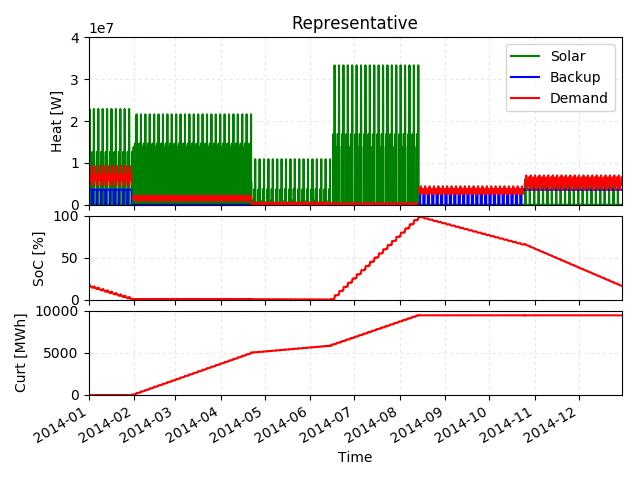 Representative
1e7
4
3
2
1
0
Heat [W]
Solar
Backup
Demand
100
50
0
SoC [%]
10000
5000
0
Curt [MWh]
2014-01
2014-02
2014-03
2014-04
2014-05
2014-06
2014-07
2014-08
2014-09
2014-10
2014-11
2014-12
Time